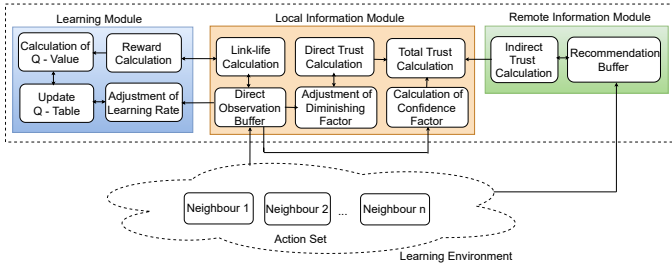 Learning Module
Local Information Module
Remote Information Module
Calculation of
Q - Value
Reward
Calculation
Update
Q - Table
Adjustment of
Learning Rate
Link-life
Calculation
Direct Trust
Calculation
Total Trust
Calculation
Direct
Observation
Buffer
Adjustment of
Diminishing
Factor
Calculation of
Confidence
Factor
Indirect
Trust
Calculation
Recommendation
Buffer
Neighbour 1
Neighbour 2
...
Neighbour n
Action Set
Learning Environment